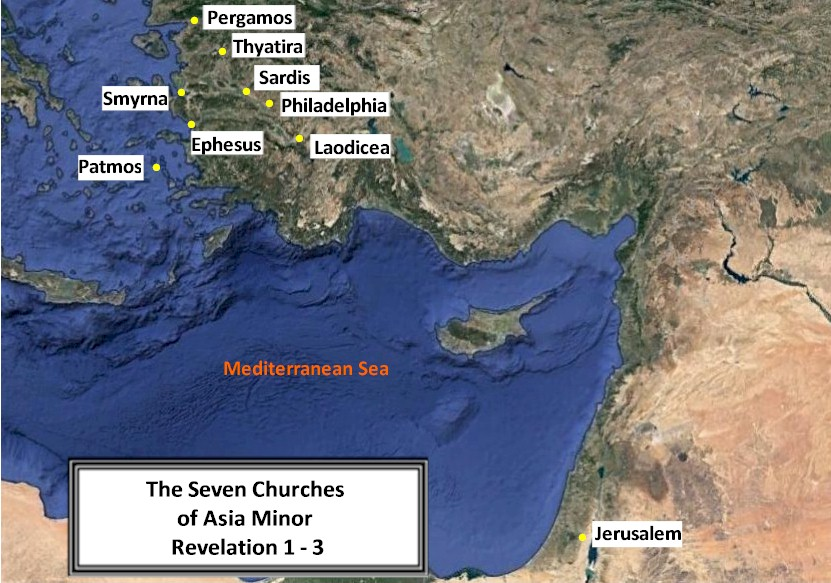 Pergamos
Thyatira
Sardis
Smyrna
Philadelphia
Ephesus
Laodicea
Patmos
Mediterranean Sea
The Seven Churches
of Asia Minor
Revelation 1 - 3
Jerusalem